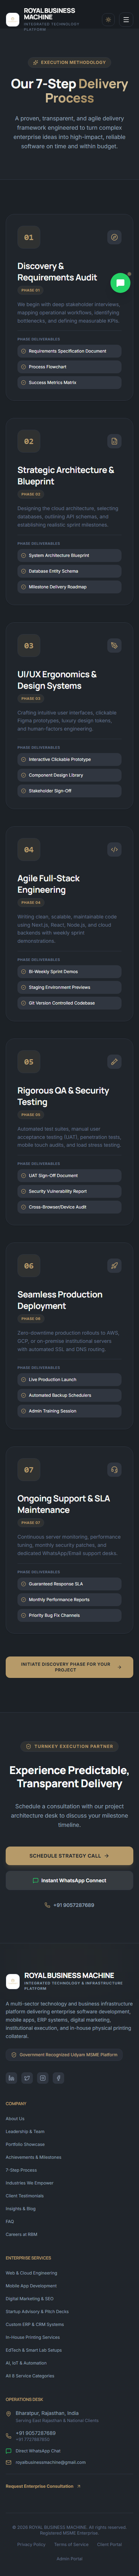 ROYAL BUSINESS
MACHINE
INTEGRATED TECHNOLOGY
PLATFORM
EXECUTION METHODOLOGY
Our 7-Step Delivery
Process
A proven, transparent, and agile delivery
framework engineered to turn complex
enterprise ideas into high-impact, reliable
software on time and within budget.
01
Discovery &
Requirements Audit
PHASE 01
We begin with deep stakeholder interviews,
mapping operational workflows, identifying
bottlenecks, and defining measurable KPIs.
PHASE DELIVERABLES
Requirements Specification Document
Process Flowchart
Success Metrics Matrix
02
Strategic Architecture &
Blueprint
PHASE 02
Designing the cloud architecture, selecting
databases, outlining API schemas, and
establishing realistic sprint milestones.
PHASE DELIVERABLES
System Architecture Blueprint
Database Entity Schema
Milestone Delivery Roadmap
03
UI/UX Ergonomics &
Design Systems
PHASE 03
Crafting intuitive user experiences, clickable
Figma prototypes, luxury design tokens,
and human-factors engineering.
PHASE DELIVERABLES
Interactive Clickable Prototype
Component Design Library
Stakeholder Sign-Off
04
Agile Full-Stack
Engineering
PHASE 04
Writing clean, scalable, maintainable code
using Next.js, React, Node.js, and cloud
backends with weekly sprint
demonstrations.
PHASE DELIVERABLES
Bi-Weekly Sprint Demos
Staging Environment Previews
Git Version Controlled Codebase
05
Rigorous QA & Security
Testing
PHASE 05
Automated test suites, manual user
acceptance testing (UAT), penetration tests,
mobile touch audits, and load stress testing.
PHASE DELIVERABLES
UAT Sign-Off Document
Security Vulnerability Report
Cross-Browser/Device Audit
06
Seamless Production
Deployment
PHASE 06
Zero-downtime production rollouts to AWS,
GCP, or on-premise institutional servers
with automated SSL and DNS routing.
PHASE DELIVERABLES
Live Production Launch
Automated Backup Schedulers
Admin Training Session
07
Ongoing Support & SLA
Maintenance
PHASE 07
Continuous server monitoring, performance
tuning, monthly security patches, and
dedicated WhatsApp/Email support desks.
PHASE DELIVERABLES
Guaranteed Response SLA
Monthly Performance Reports
Priority Bug Fix Channels
INITIATE DISCOVERY PHASE FOR YOUR
PROJECT
TURNKEY EXECUTION PARTNER
Experience Predictable,
Transparent Delivery
Schedule a consultation with our project
architecture desk to discuss your milestone
timeline.
SCHEDULE STRATEGY CALL
Instant WhatsApp Connect
+91 9057287689
ROYAL BUSINESS MACHINE
INTEGRATED TECHNOLOGY & INFRASTRUCTURE
PLATFORM
A multi-sector technology and business infrastructure
platform delivering enterprise software development,
mobile apps, ERP systems, digital marketing,
institutional execution, and in-house physical printing
collateral.
Government Recognized Udyam MSME Platform
COMPANY
About Us
Leadership & Team
Portfolio Showcase
Achievements & Milestones
7-Step Process
Industries We Empower
Client Testimonials
Insights & Blog
FAQ
Careers at RBM
ENTERPRISE SERVICES
Web & Cloud Engineering
Mobile App Development
Digital Marketing & SEO
Startup Advisory & Pitch Decks
Custom ERP & CRM Systems
In-House Printing Services
EdTech & Smart Lab Setups
AI, IoT & Automation
All 8 Service Categories
OPERATIONS DESK
Bharatpur, Rajasthan, India
Serving East Rajasthan & National Clients
+91 9057287689
Direct WhatsApp Chat
royalbusinessmachine@gmail.com
Request Enterprise Consultation
© 2026 ROYAL BUSINESS MACHINE. All rights reserved.
Registered MSME Enterprise.
Privacy Policy
Terms of Service
Client Portal
Admin Portal